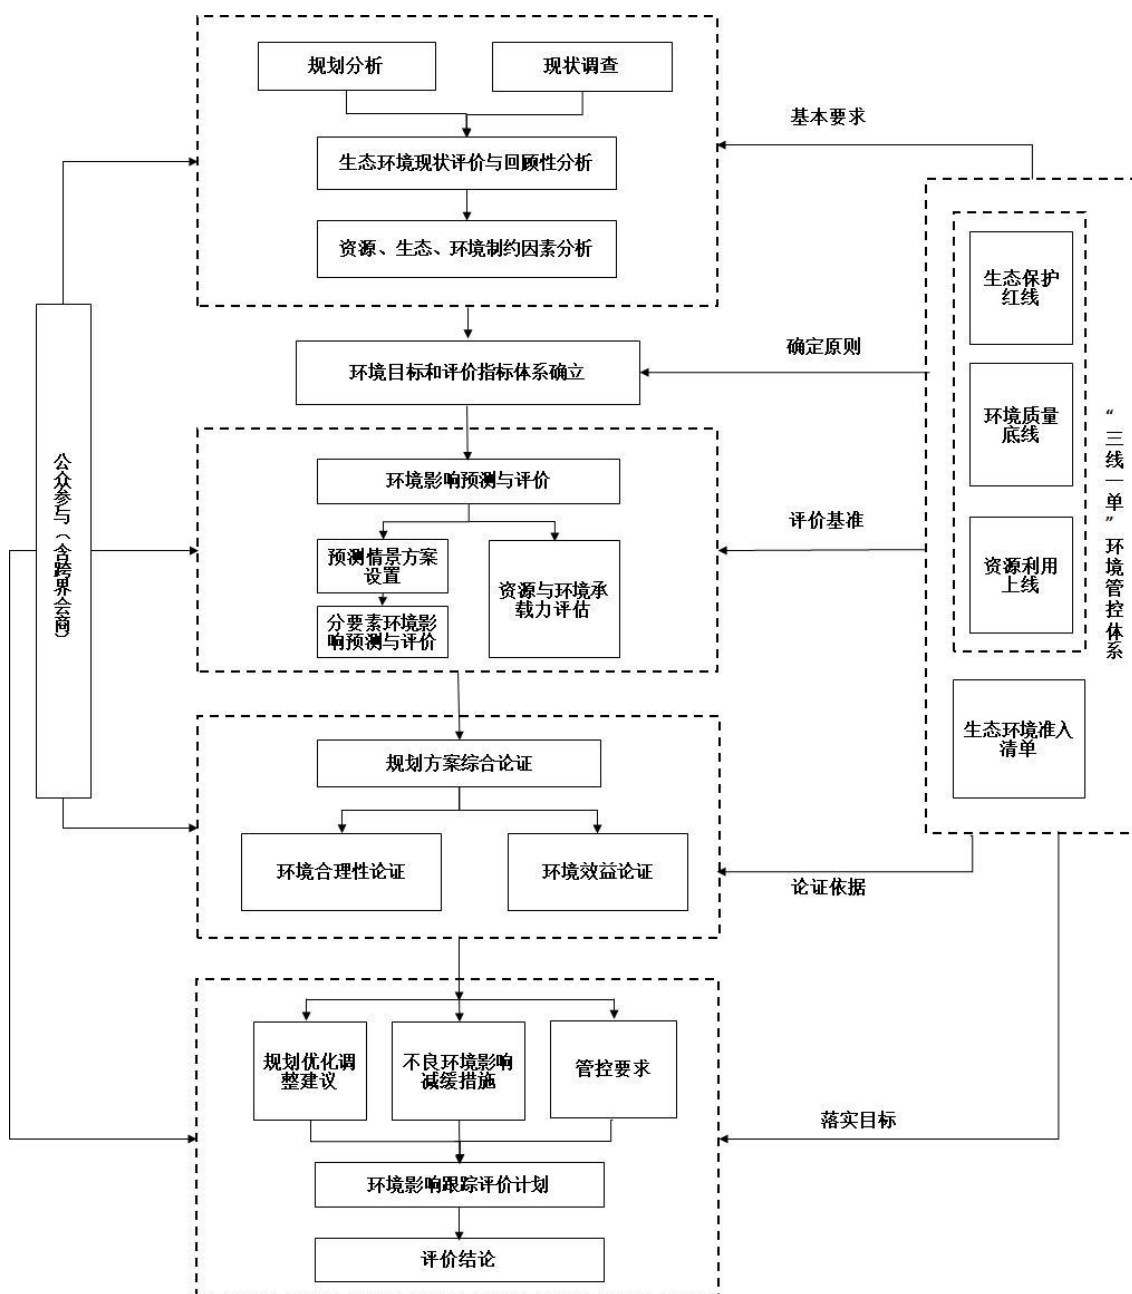 规划分析
现状调查
生态环境现状评价与回顾性分析
资源、生态、环境制约因素分析
基本要求
环境目标和评价指标体系确立
确定原则
公众参与（含跨界会商）
环境影响预测与评价
预测情景方案
设置
分要素环境影
响预测与评价
资源与环境承
载力评估
评价基准
生态保护
红线
环境质量
底线
资源利用
上线
生态环境准入
清单
“三线一单”环境管控体系
规划方案综合论证
环境合理性论证
环境效益论证
论证依据
规划优化调
整建议
不良环境影响
减缓措施
管控要求
落实目标
环境影响跟踪评价计划
评价结论